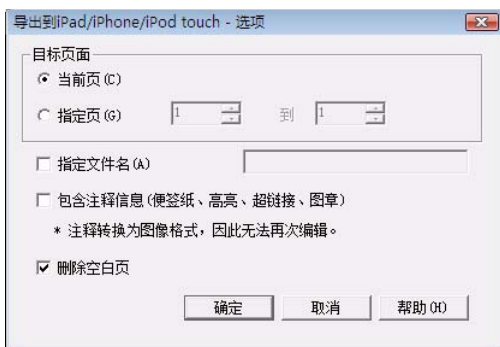 导出到iPad/iPhone/iPod touch - 选项
目标页面
当前页(C)
指定页(G) 1 到 1
指定文件名(A)
包含注释信息(便签纸、高亮、超链接、图章)
* 注释转换为图像格式，因此无法再次编辑。
删除空白页
确定 取消 帮助(H)